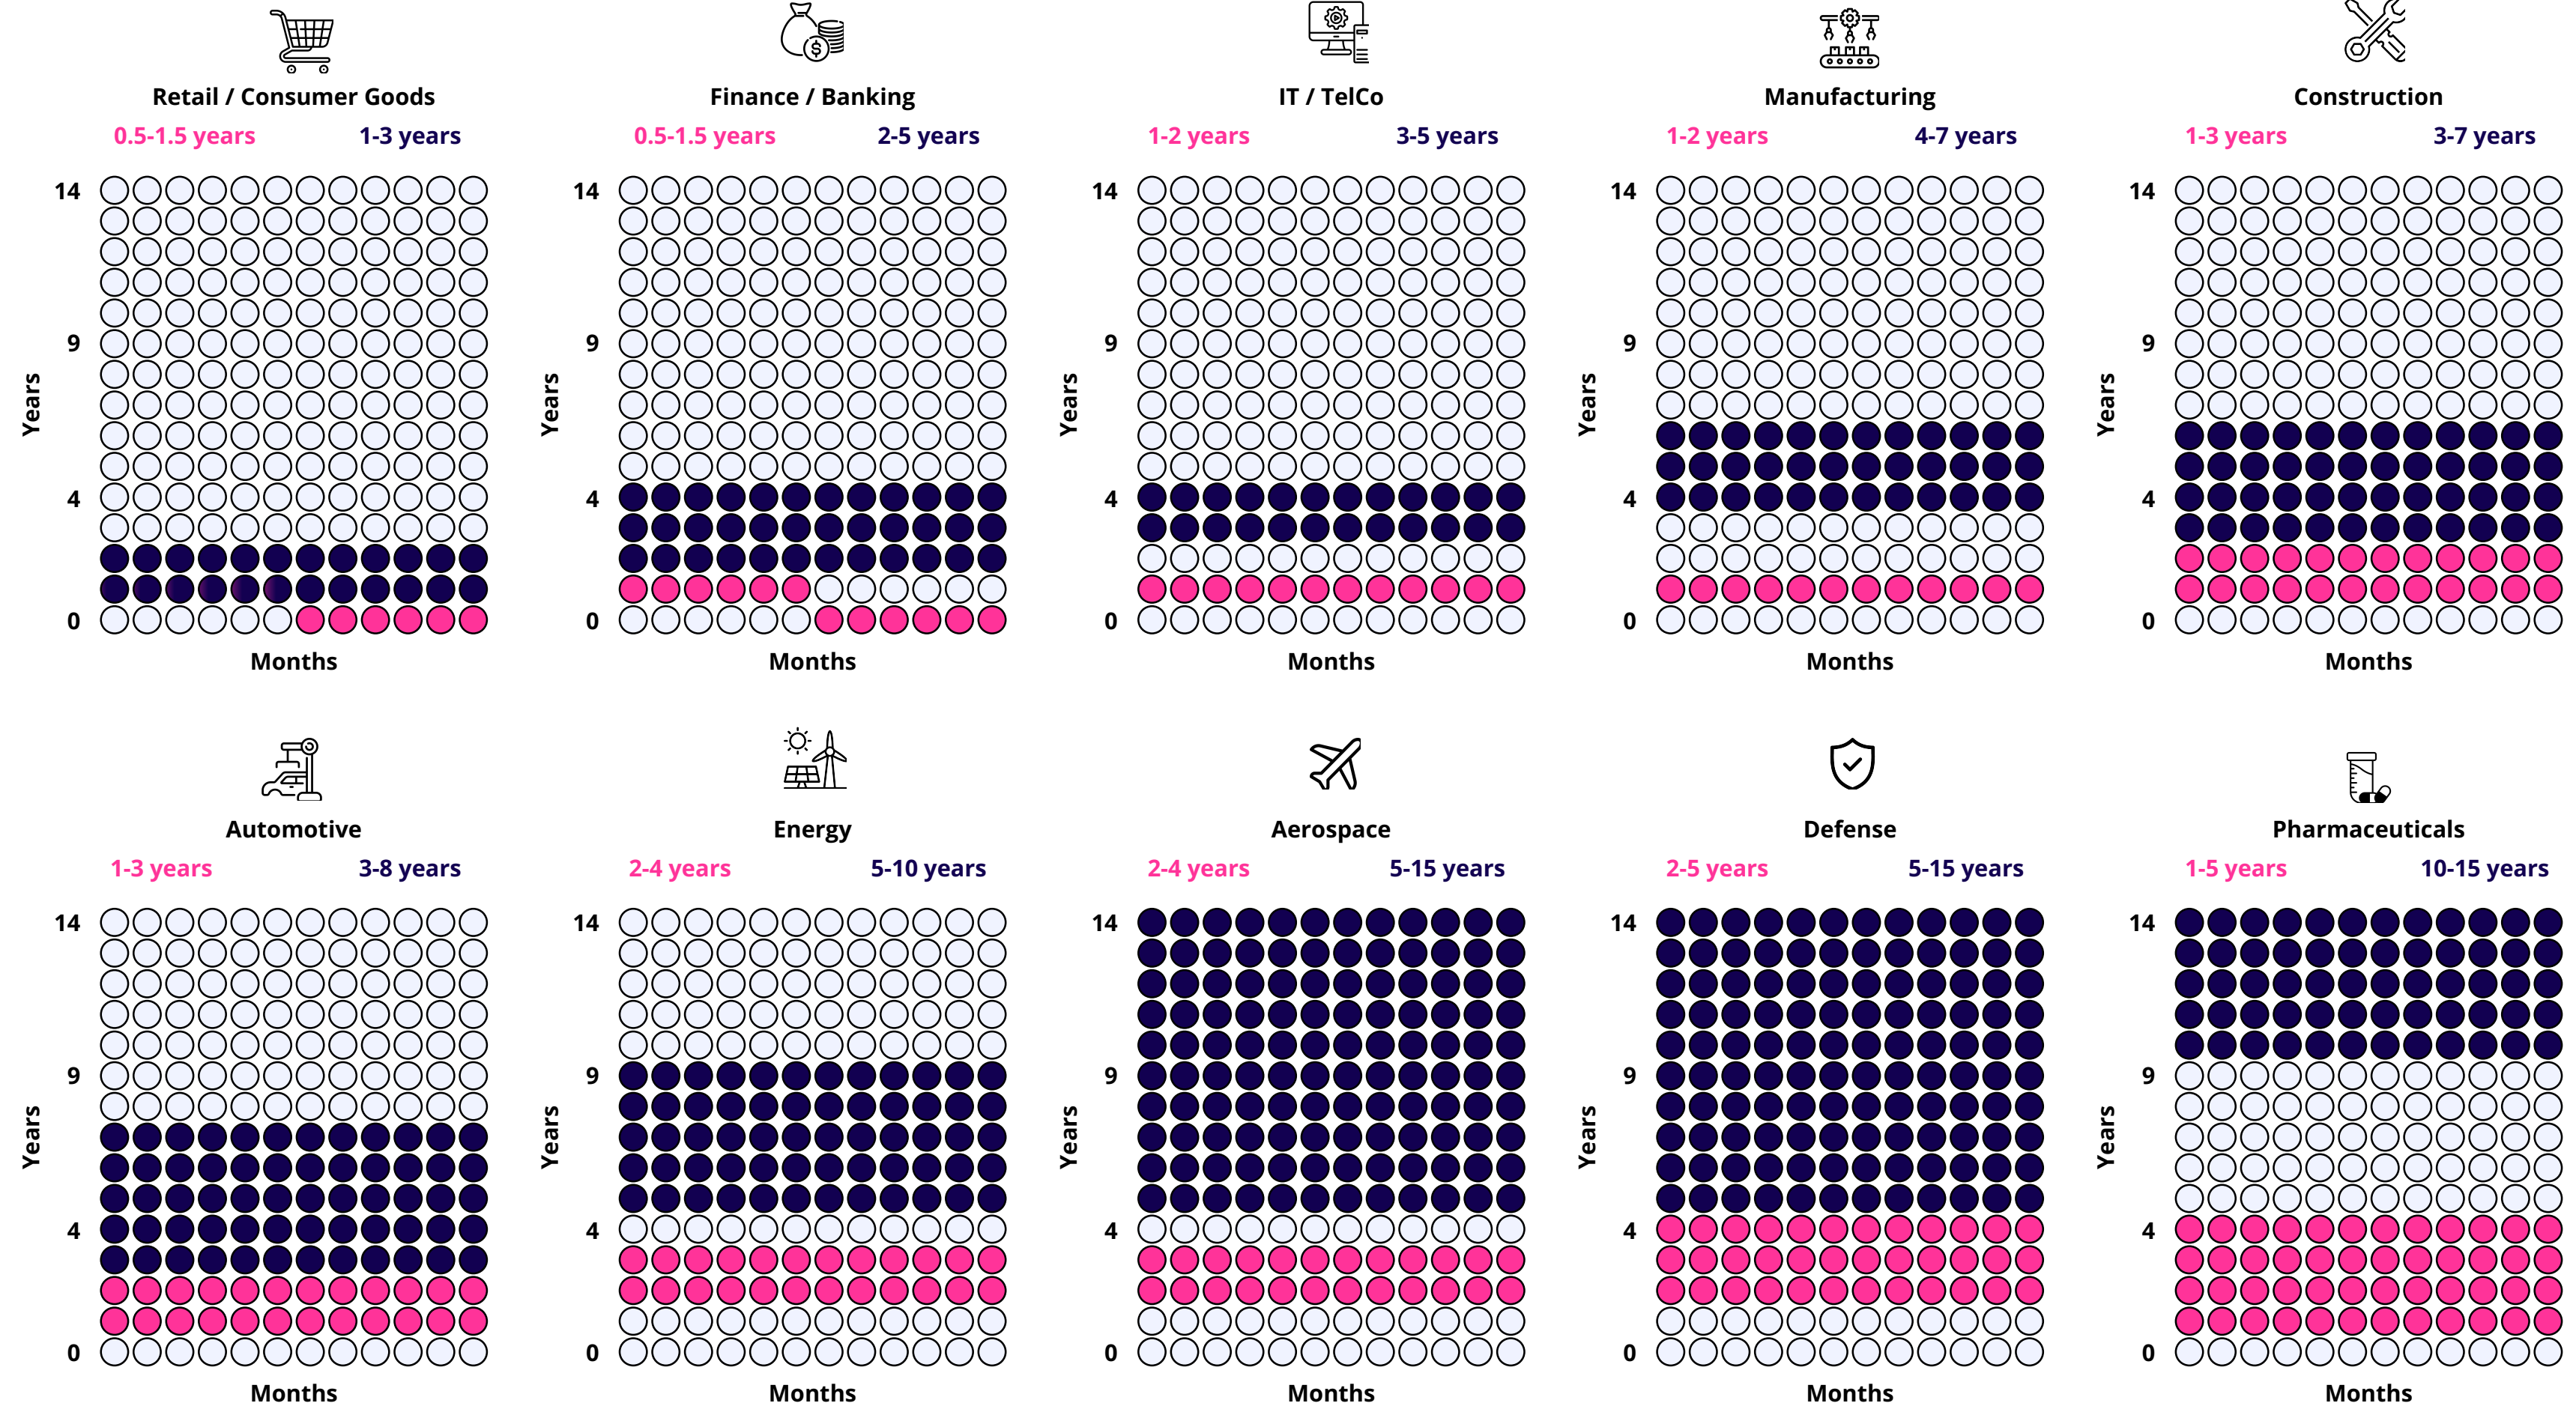 Retail / Consumer Goods
0.5-1.5 years 1-3 years
14
9
4
0
Years
Months
Finance / Banking
0.5-1.5 years 2-5 years
14
9
4
0
Years
Months
IT / TelCo
1-2 years 3-5 years
14
9
4
0
Years
Months
Manufacturing
1-2 years 4-7 years
14
9
4
0
Years
Months
Construction
1-3 years 3-7 years
14
9
4
0
Years
Months
Automotive
1-3 years 3-8 years
14
9
4
0
Years
Months
Energy
2-4 years 5-10 years
14
9
4
0
Years
Months
Aerospace
2-4 years 5-15 years
14
9
4
0
Years
Months
Defense
2-5 years 5-15 years
14
9
4
0
Years
Months
Pharmaceuticals
1-5 years 10-15 years
14
9
4
0
Years
Months